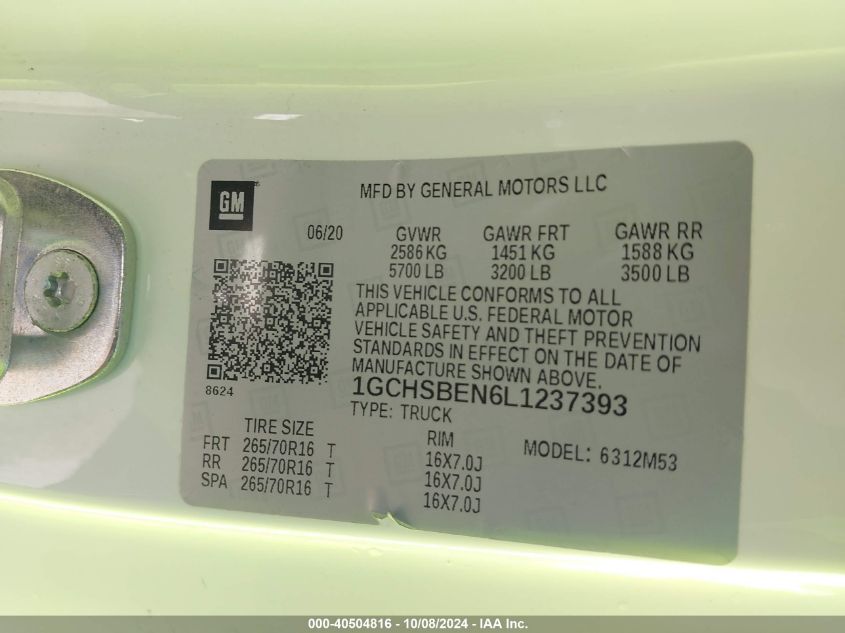 GM
MFD BY GENERAL MOTORS LLC
06/20
GVWR GAWR FRT GAWR RR
2586 KG 1451 KG 1588 KG
5700 LB 3200 LB 3500 LB
THIS VEHICLE CONFORMS TO ALL
APPLICABLE U.S. FEDERAL MOTOR
VEHICLE SAFETY AND THEFT PREVENTION
STANDARDS IN EFFECT ON THE DATE OF
MANUFACTURE SHOWN ABOVE.
8624
1GCHSBEN6L1237393
TYPE: TRUCK
TIRE SIZE RIM MODEL: 6312M53
FRT 265/70R16 T 16X7.0J
RR 265/70R16 T 16X7.0J
SPA 265/70R16 T 16X7.0J
000-40504816 - 10/08/2024 - IAA Inc.